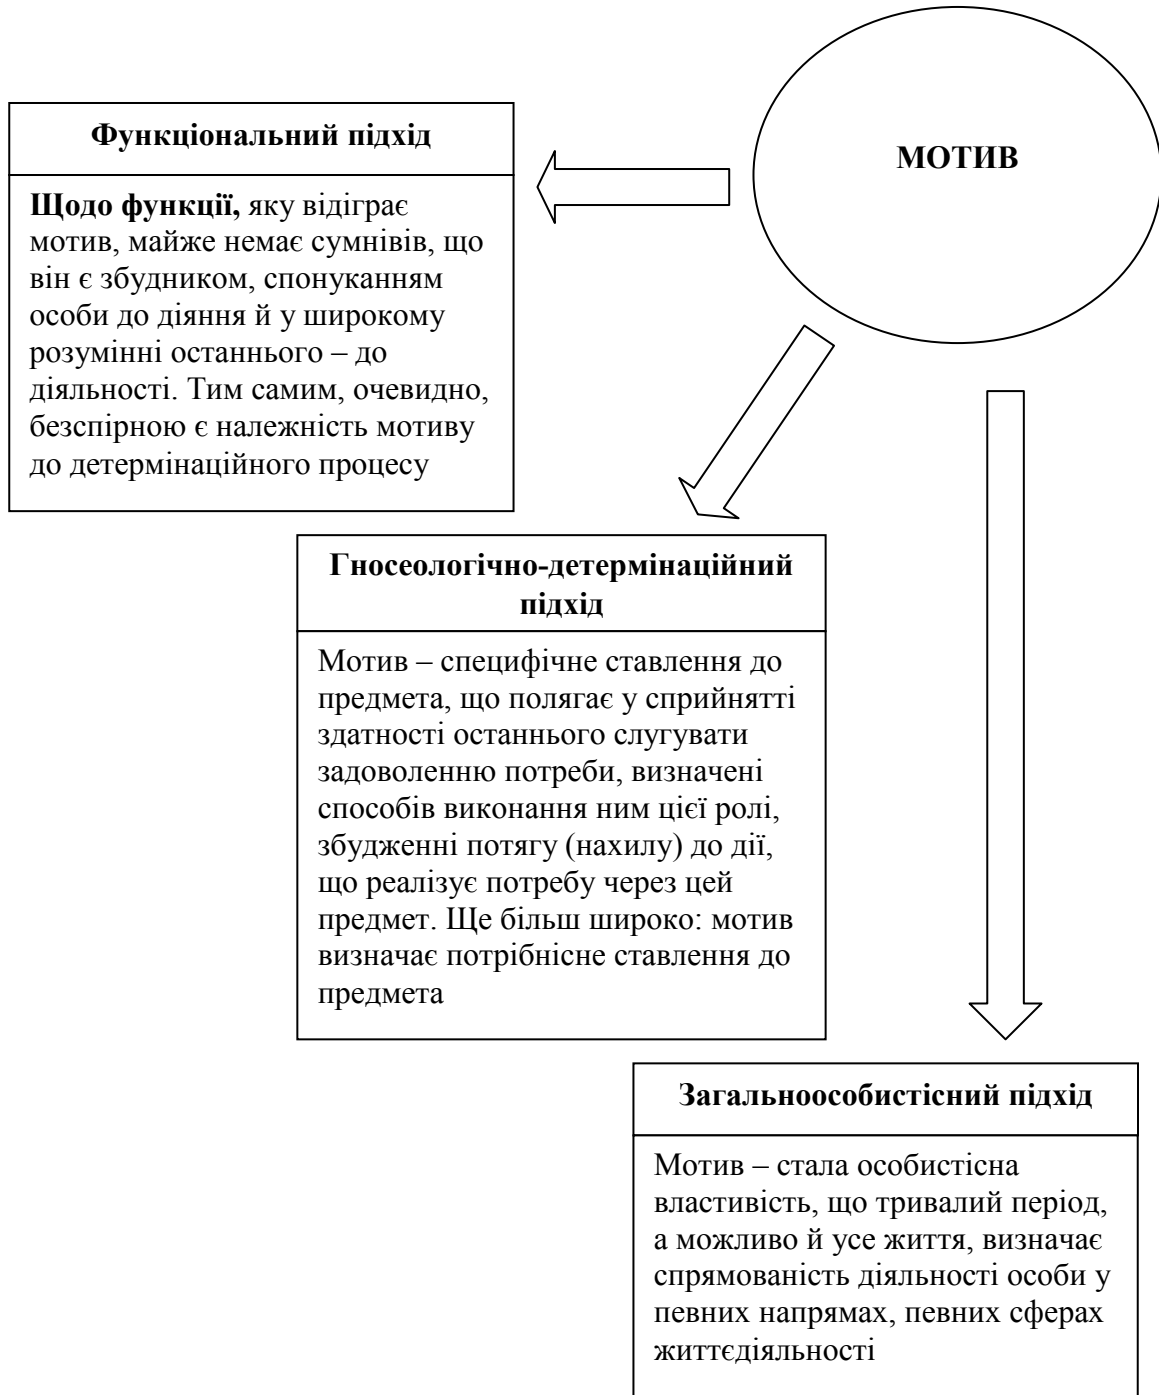 МОТИВ
Функціональний підхід
Щодо функції, яку відіграє
мотив, майже немає сумнівів, що
він є збудником, спонуканням
особи до діяння й у широкому
розумінні останнього – до
діяльності. Тим самим, очевидно,
безспірною є належність мотиву
до детермінаційного процесу
Гносеологічно-детермінаційний
підхід
Мотив – специфічне ставлення до
предмета, що полягає у сприйнятті
здатності останнього слугувати
задоволенню потреби, визначені
способів виконання ним цієї ролі,
збудженні потягу (нахилу) до дії,
що реалізує потребу через цей
предмет. Ще більш широко: мотив
визначає потрібнісне ставлення до
предмета
Загальноособистісний підхід
Мотив – стала особистісна
властивість, що тривалий період,
а можливо й усе життя, визначає
спрямованість діяльності особи у
певних напрямах, певних сферах
життєдіяльності